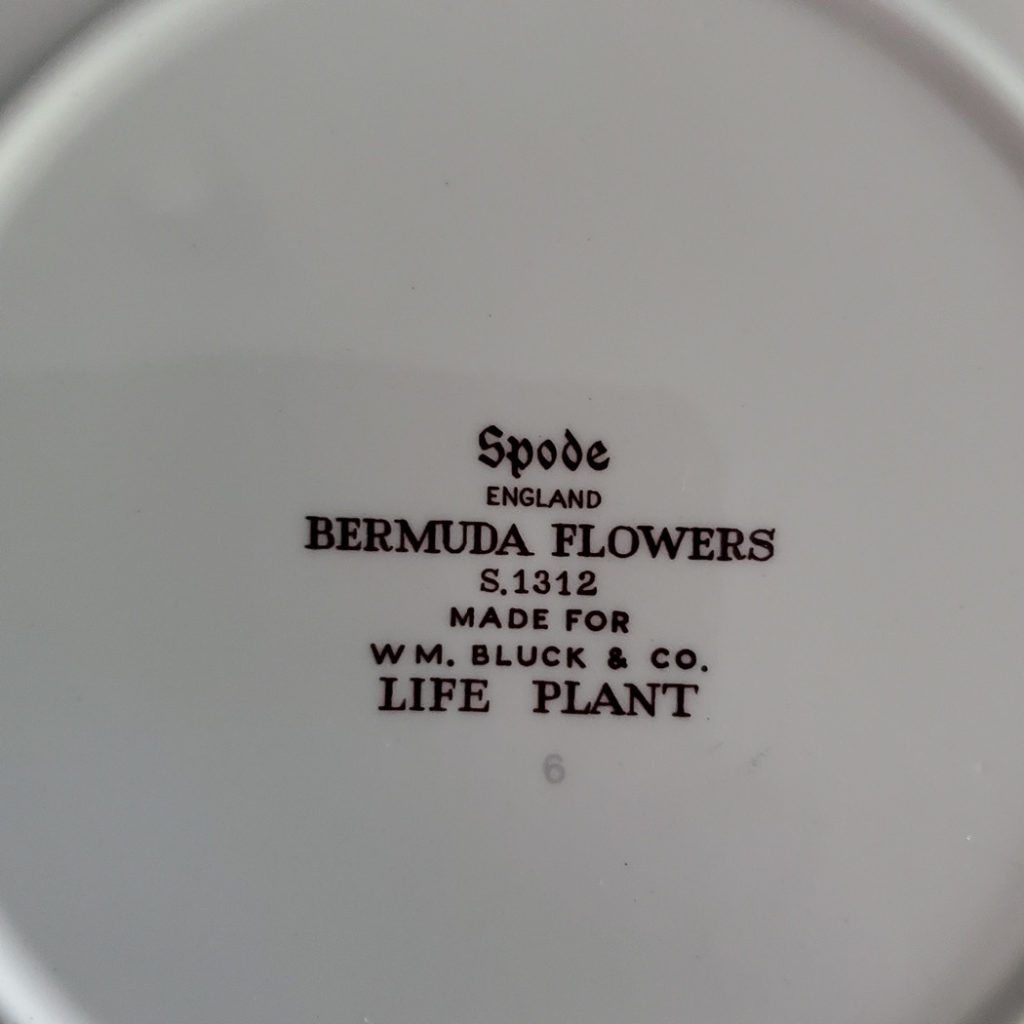 Spode
ENGLAND
BERMUDA FLOWERS
S.1312
MADE FOR
WM. BLUCK & CO.
LIFE PLANT
6